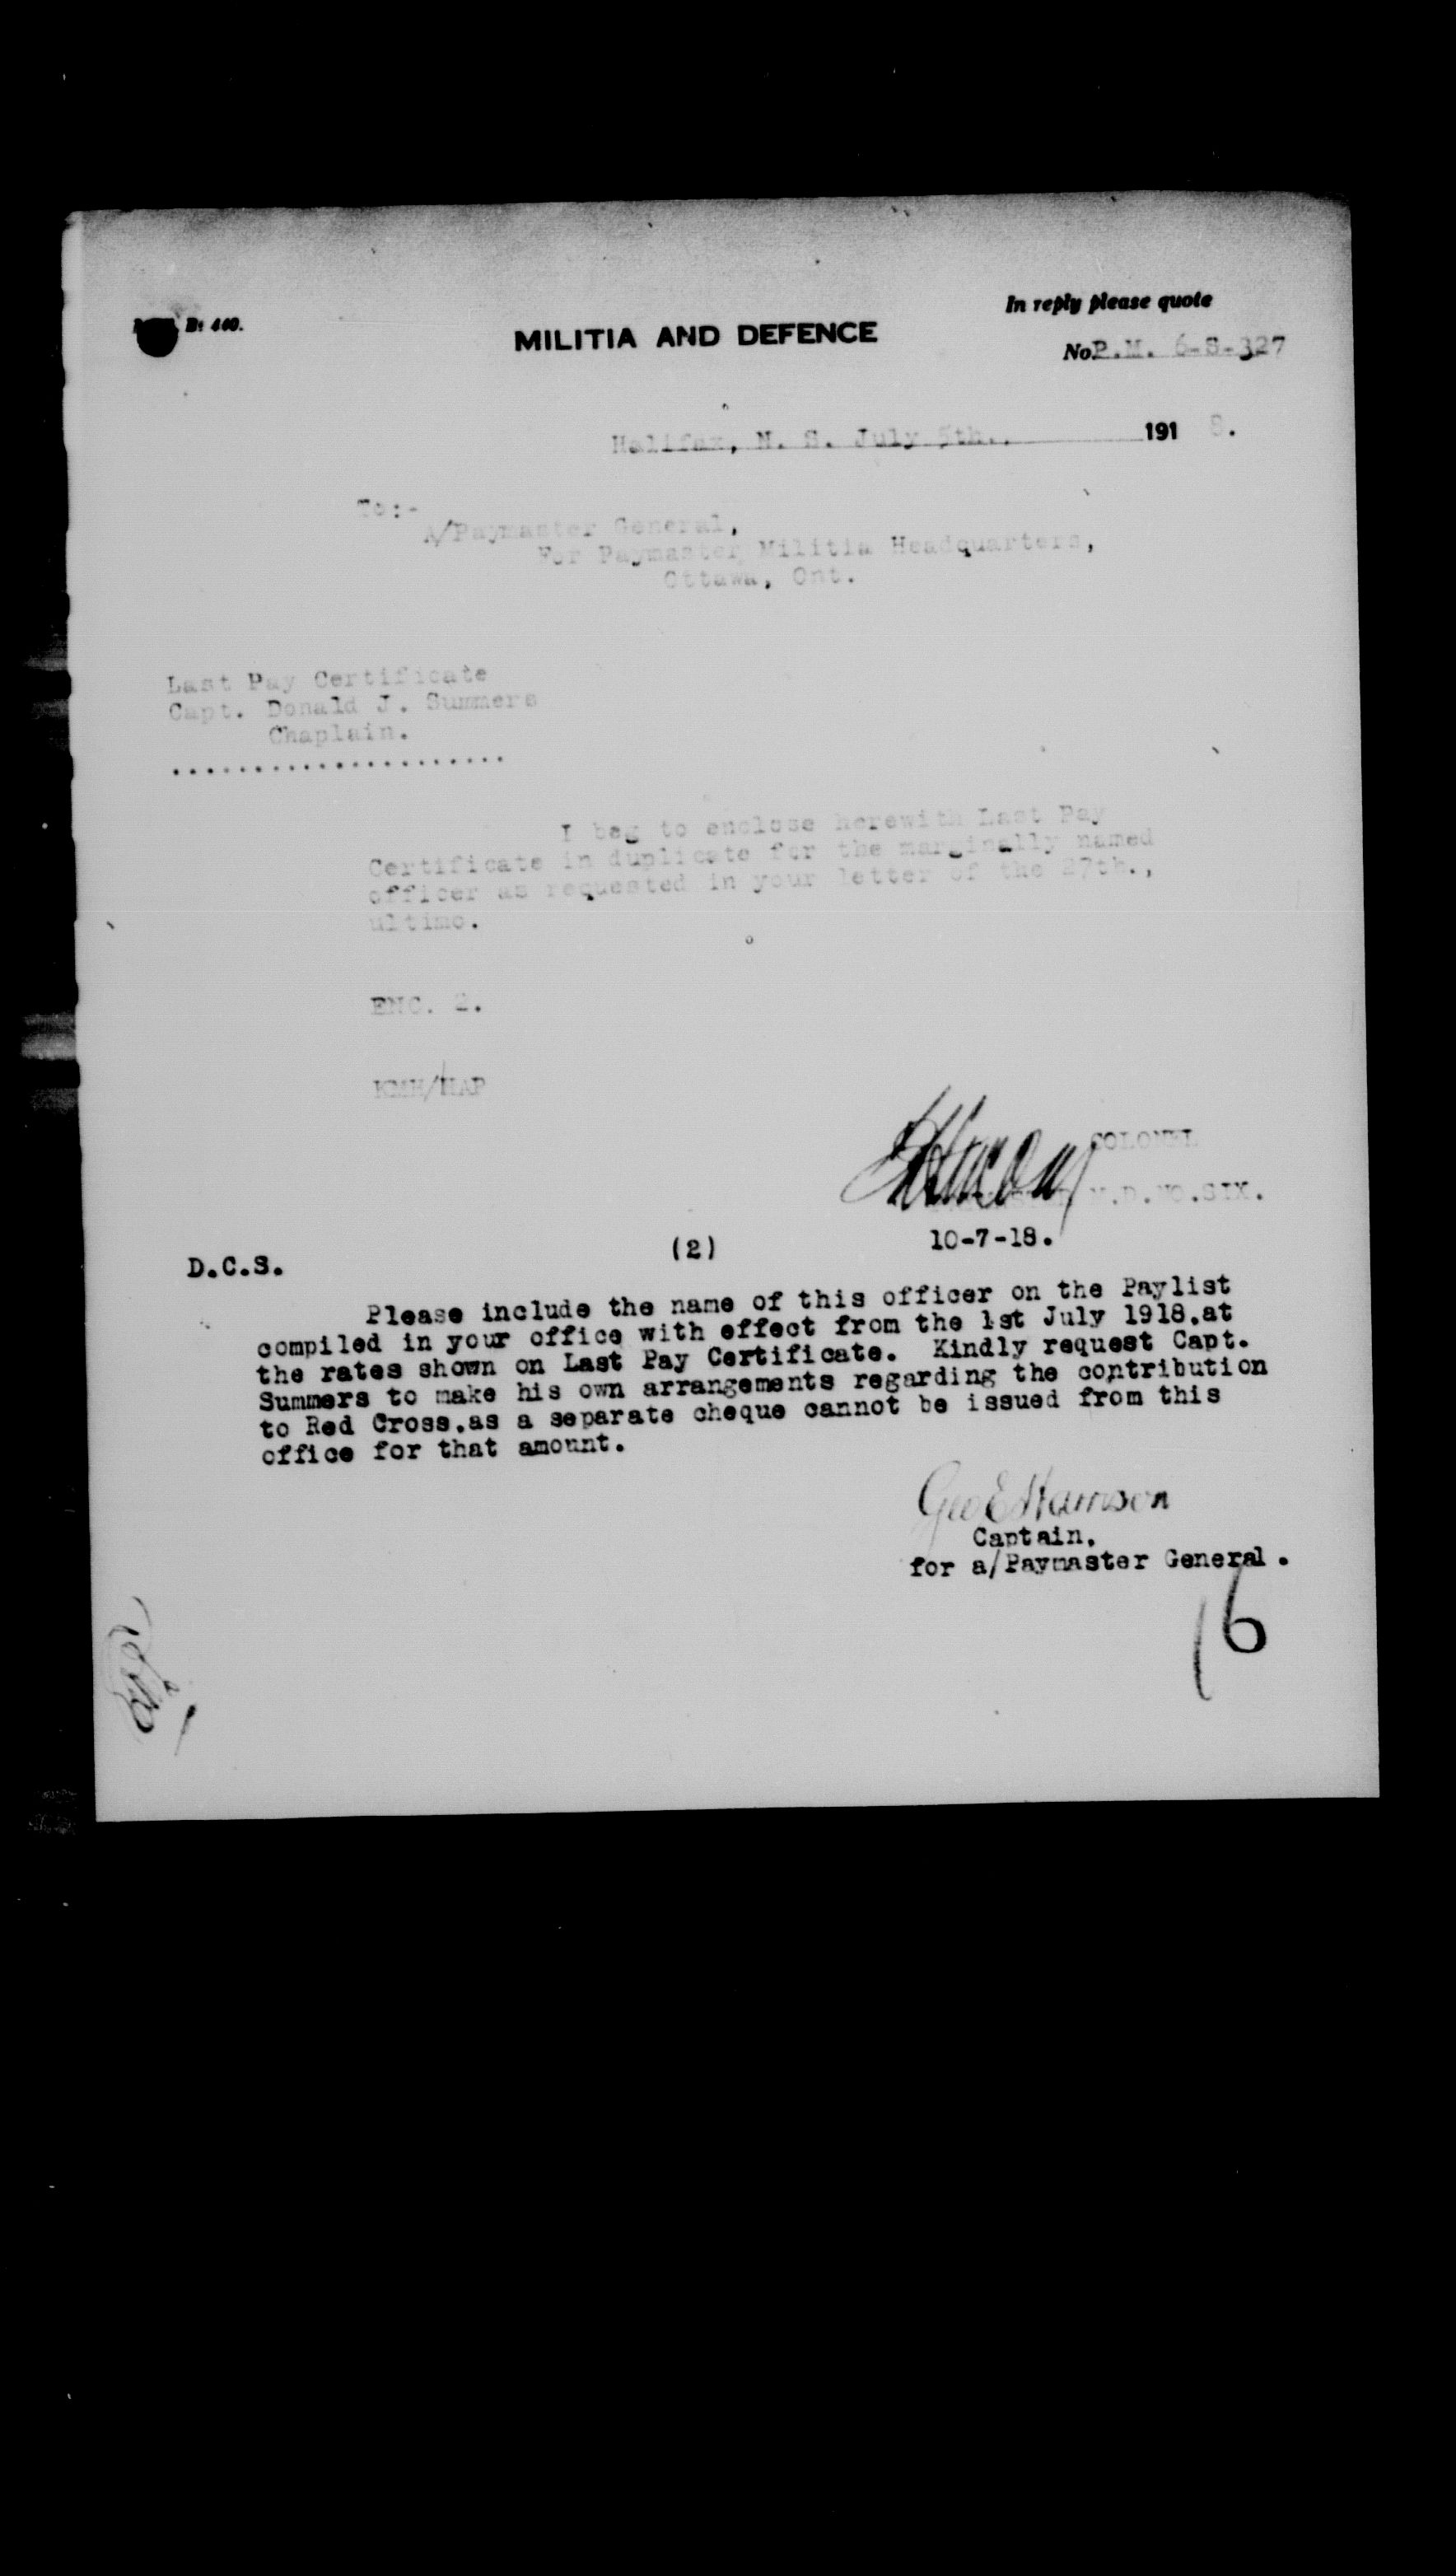 B: 440.
In reply please quote
MILITIA AND DEFENCE
No. P.M. 6-S-327
Halifax, N. S. July 5th., 1918.
To:-
A/Paymaster General,
For Paymaster Militia Headquarters,
Ottawa, Ont.
Last Pay Certificate
Capt. Donald J. Summers
Chaplain.
......................
I beg to enclose herewith Last Pay
Certificate in duplicate for the marginally named
officer as requested in your letter of the 27th.,
ultimo.
ENC. 2.
KMH/HAP
COLONEL
M.D.NO.SIX.
10-7-18.
(2)
D.C.S.
Please include the name of this officer on the Paylist
compiled in your office with effect from the 1st July 1918.at
the rates shown on Last Pay Certificate. Kindly request Capt.
Summers to make his own arrangements regarding the contribution
to Red Cross.as a separate cheque cannot be issued from this
office for that amount.
Geo E Harrison
Captain.
for a/Paymaster General.
16